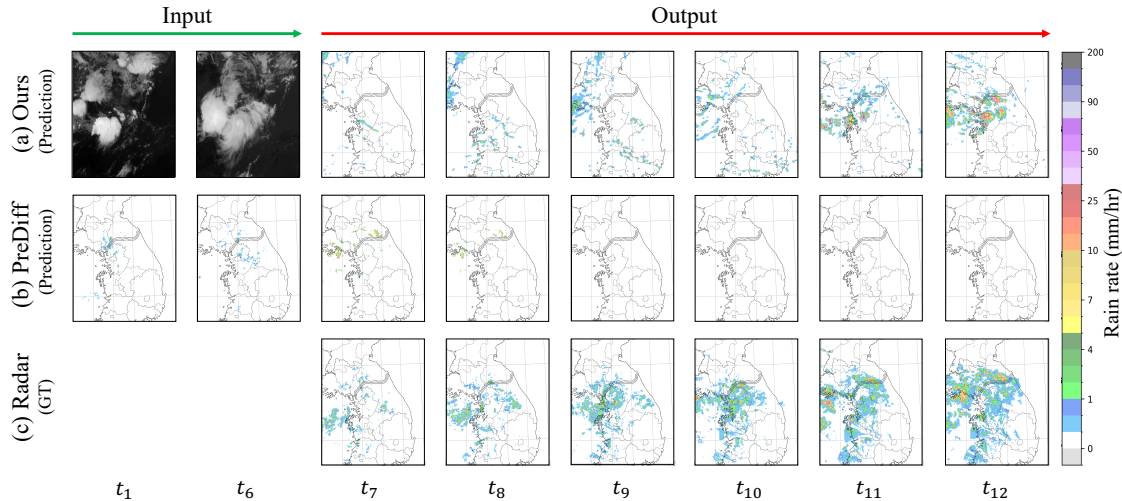 Input
Output
(a) Ours
(Prediction)
(b) PreDiff
(Prediction)
(c) Radar
(GT)
200
90
50
25
10
7
4
1
0
Rain rate (mm/hr)
t₁
t₆
t₇
t₈
t₉
t₁₀
t₁₁
t₁₂